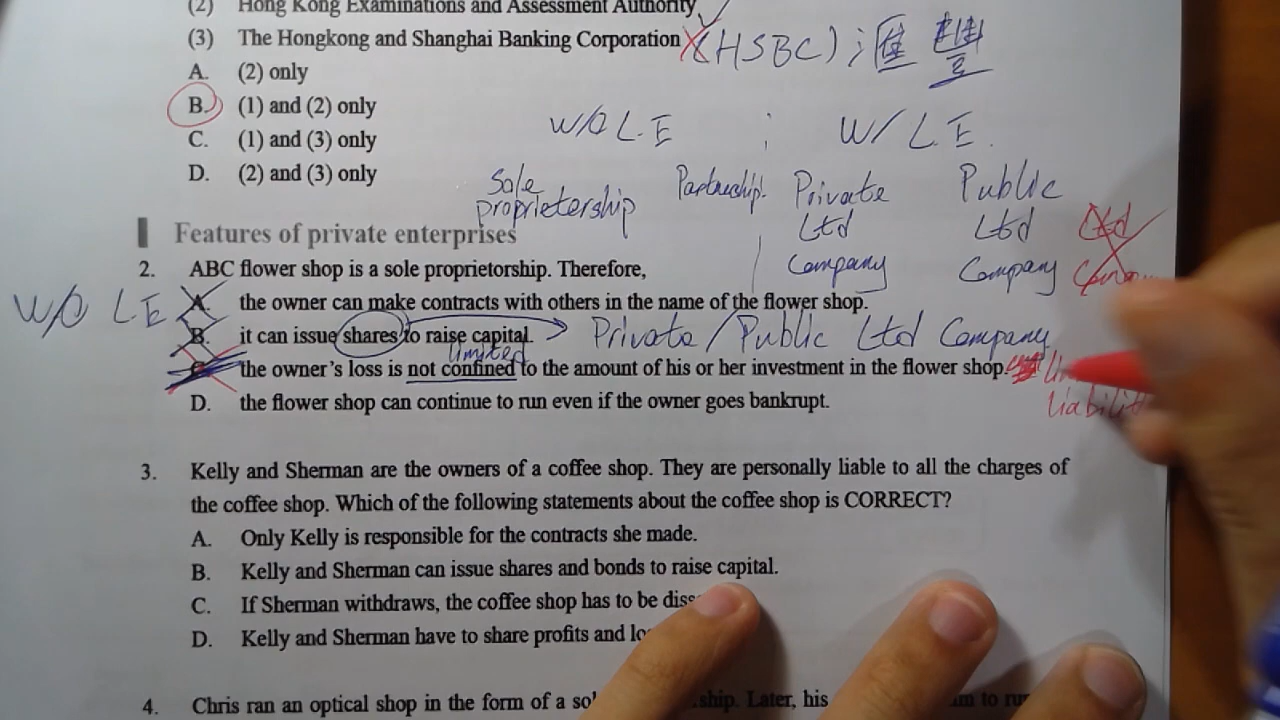 (2) Hong Kong Examinations and Assessment Authority
(3) The Hongkong and Shanghai Banking Corporation (HSBC) ; 匯豐
A. (2) only
B. (1) and (2) only
C. (1) and (3) only
D. (2) and (3) only
W/O L.E ; W/ L.E.
Sole proprietership Partnership. Private Ltd Company Public Ltd Company Ltd
Features of private enterprises
2. ABC flower shop is a sole proprietorship. Therefore,
W/O L E
A. the owner can make contracts with others in the name of the flower shop.
B. it can issue shares to raise capital. Private / Public Ltd Company
limited
the owner's loss is not confined to the amount of his or her investment in the flower shop.
D. the flower shop can continue to run even if the owner goes bankrupt.
3. Kelly and Sherman are the owners of a coffee shop. They are personally liable to all the charges of
the coffee shop. Which of the following statements about the coffee shop is CORRECT?
A. Only Kelly is responsible for the contracts she made.
B. Kelly and Sherman can issue shares and bonds to raise capital.
C. If Sherman withdraws, the coffee shop has to be
D. Kelly and Sherman have to share profits and
4. Chris ran an optical shop in the form of a Later, his to